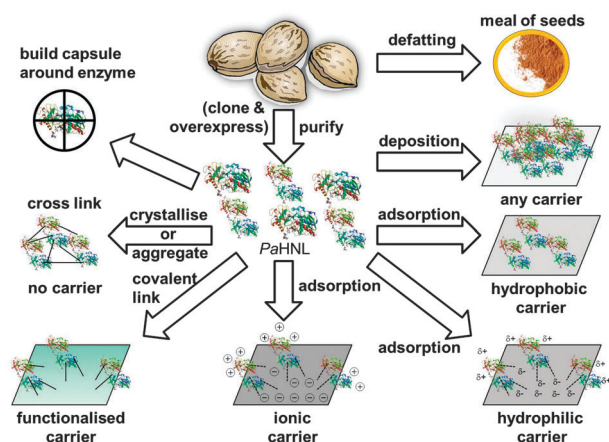 meal of seeds
defatting
build capsule
around enzyme
(clone &
overexpress)
purify
deposition
any carrier
cross link
crystallise
or
aggregate
no carrier
PaHNL
adsorption
hydrophobic
carrier
covalent
link
adsorption
adsorption
functionalised
carrier
ionic
carrier
hydrophilic
carrier
+ + + + + +
− − − − − − − −
δ+ δ+ δ+ δ+ δ+ δ+
δ- δ- δ- δ- δ- δ-